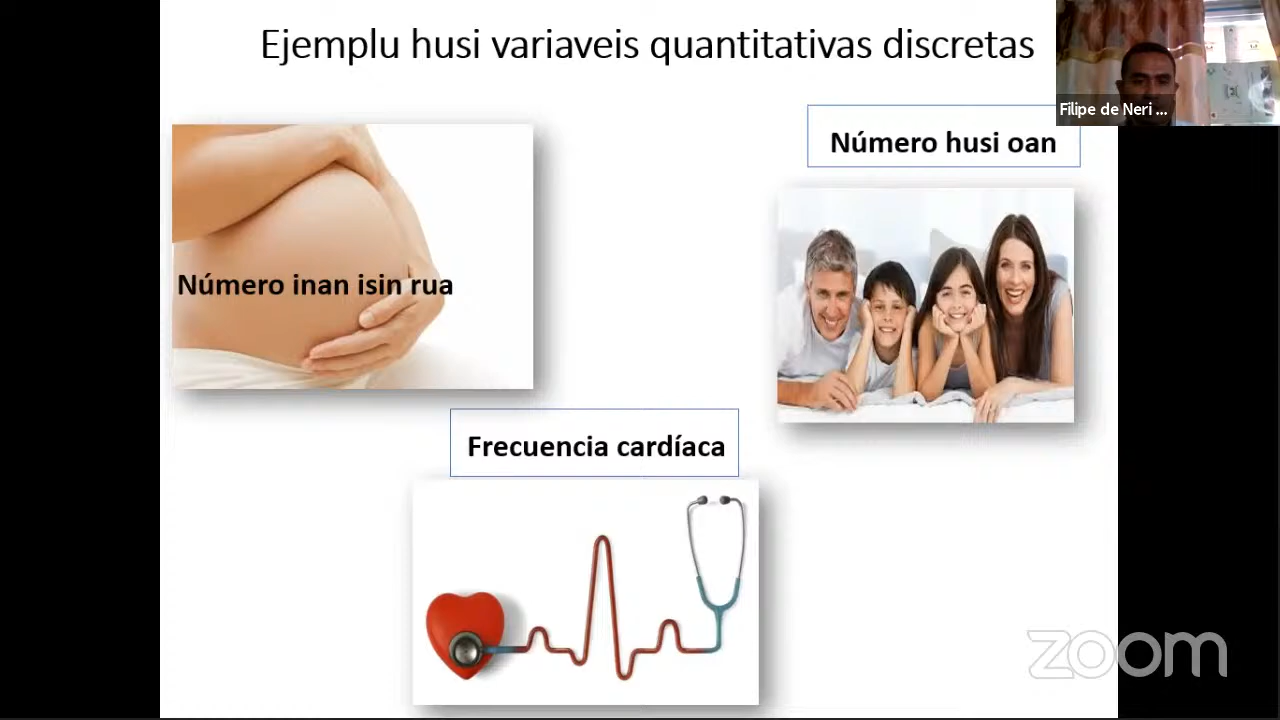 Ejemplu husi variaveis quantitativas discretas
Filipe de Neri ...
Número husi oan
Número inan isin rua
Frecuencia cardíaca
zoom